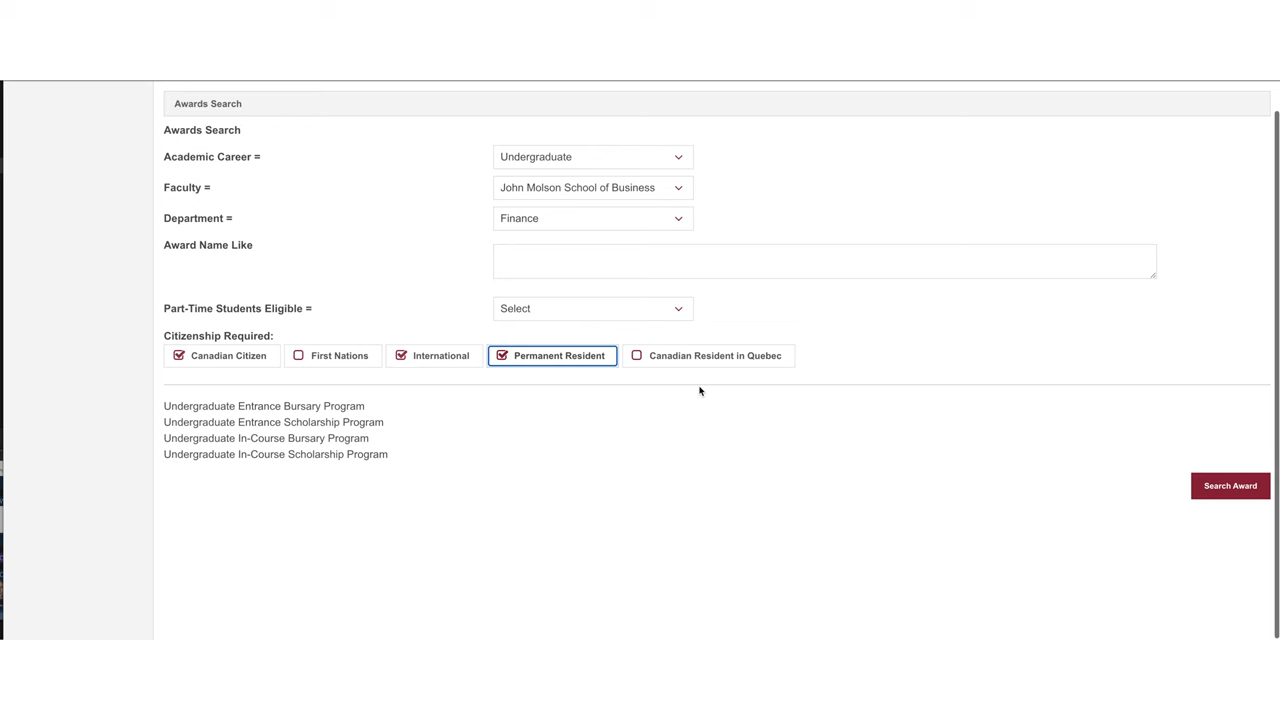 Awards Search
Awards Search
Academic Career = Undergraduate
Faculty = John Molson School of Business
Department = Finance
Award Name Like
Part-Time Students Eligible = Select
Citizenship Required:
Canadian Citizen First Nations International Permanent Resident Canadian Resident in Quebec
Undergraduate Entrance Bursary Program
Undergraduate Entrance Scholarship Program
Undergraduate In-Course Bursary Program
Undergraduate In-Course Scholarship Program
Search Award